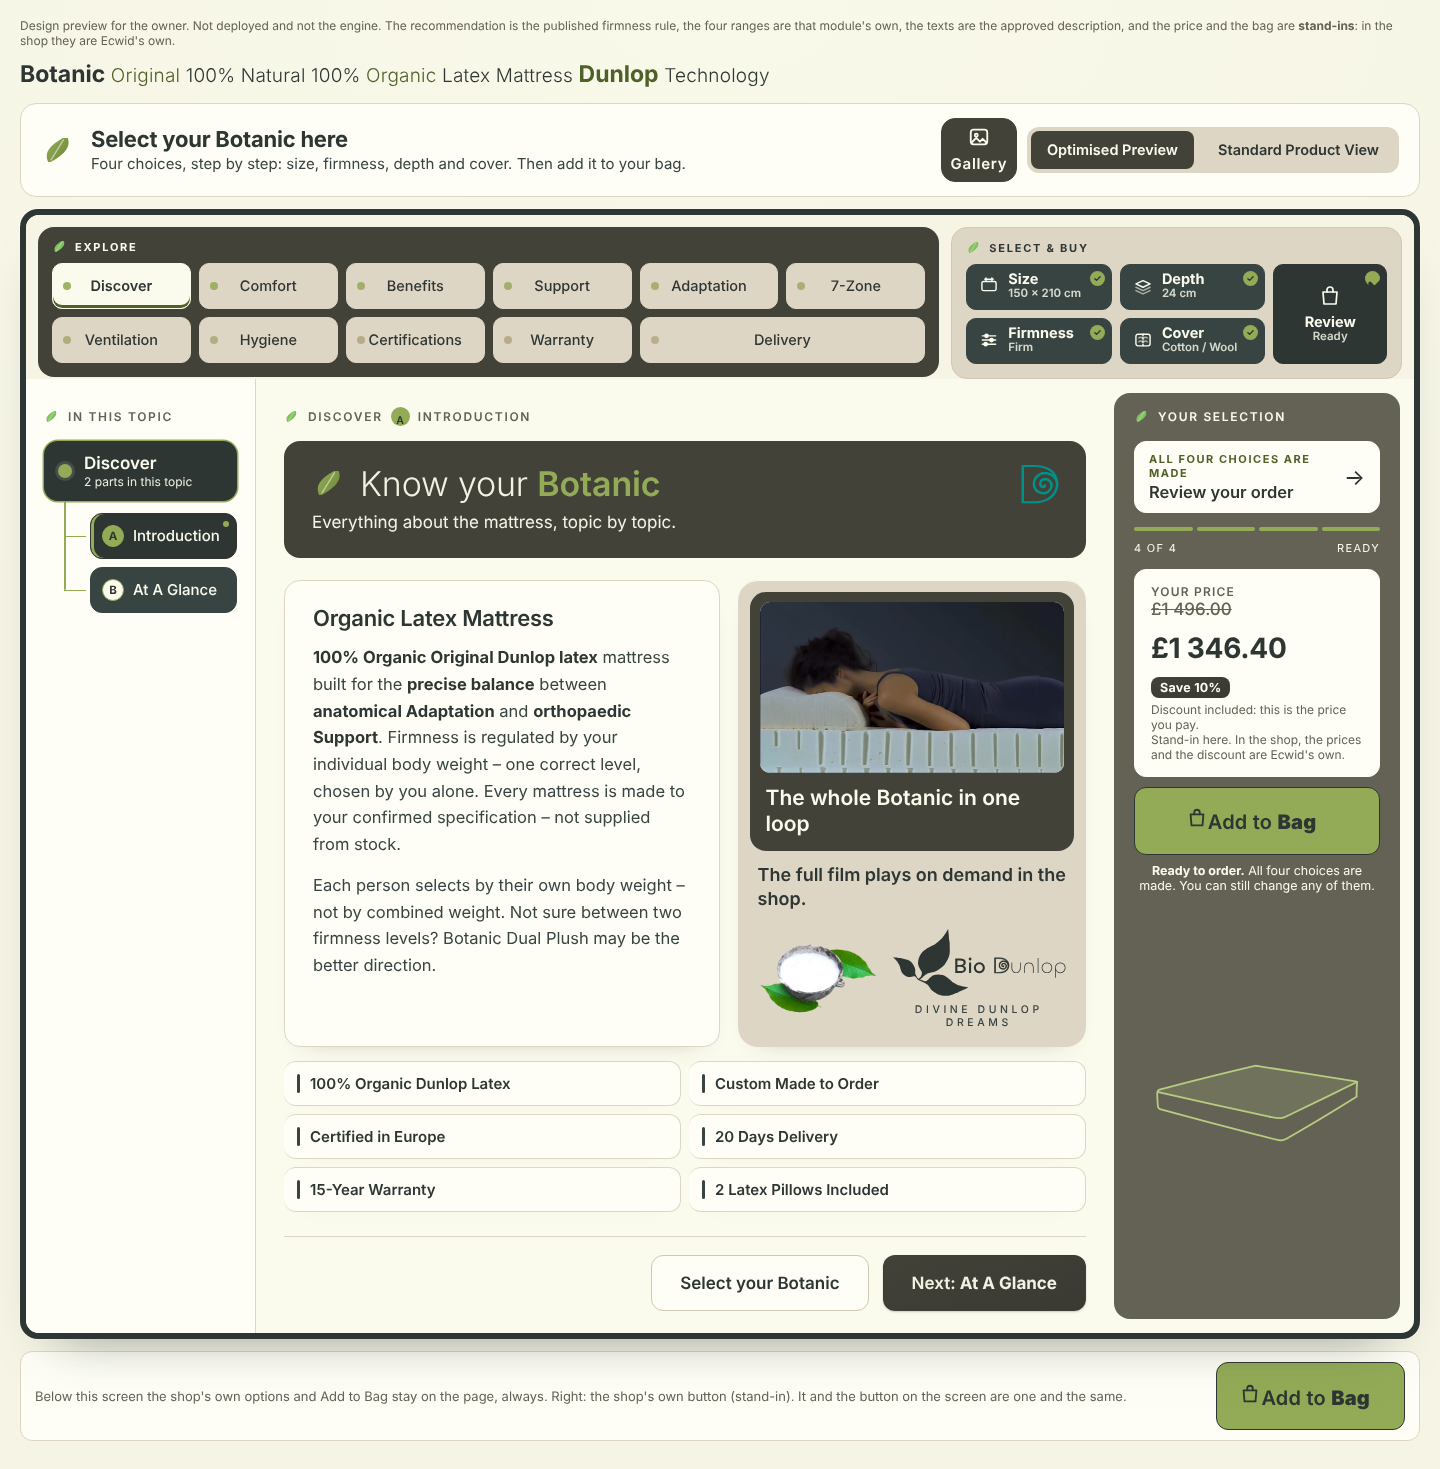 Design preview for the owner. Not deployed and not the engine. The recommendation is the published firmness rule, the four ranges are that module's own, the texts are the approved description, and the price and the bag are stand-ins: in the
shop they are Ecwid's own.
Botanic Original 100% Natural 100% Organic Latex Mattress Dunlop Technology
Select your Botanic here
Four choices, step by step: size, firmness, depth and cover. Then add it to your bag.
Gallery
Optimised Preview
Standard Product View
EXPLORE
Discover
Comfort
Benefits
Support
Adaptation
7-Zone
Ventilation
Hygiene
Certifications
Warranty
Delivery
SELECT & BUY
Size
150 × 210 cm
Depth
24 cm
Firmness
Firm
Cover
Cotton / Wool
Review
Ready
IN THIS TOPIC
Discover
2 parts in this topic
A Introduction
B At A Glance
DISCOVER A INTRODUCTION
Know your Botanic
Everything about the mattress, topic by topic.
Organic Latex Mattress
100% Organic Original Dunlop latex mattress
built for the precise balance between
anatomical Adaptation and orthopaedic
Support. Firmness is regulated by your
individual body weight – one correct level,
chosen by you alone. Every mattress is made to
your confirmed specification – not supplied
from stock.
Each person selects by their own body weight –
not by combined weight. Not sure between two
firmness levels? Botanic Dual Plush may be the
better direction.
The whole Botanic in one
loop
The full film plays on demand in the
shop.
Bio Dunlop
DIVINE DUNLOP
DREAMS
100% Organic Dunlop Latex
Custom Made to Order
Certified in Europe
20 Days Delivery
15-Year Warranty
2 Latex Pillows Included
Select your Botanic
Next: At A Glance
YOUR SELECTION
ALL FOUR CHOICES ARE
MADE
Review your order
4 OF 4
READY
YOUR PRICE
£1 496.00
£1 346.40
Save 10%
Discount included: this is the price
you pay.
Stand-in here. In the shop, the prices
and the discount are Ecwid's own.
Add to Bag
Ready to order. All four choices are
made. You can still change any of them.
Below this screen the shop's own options and Add to Bag stay on the page, always. Right: the shop's own button (stand-in). It and the button on the screen are one and the same.
Add to Bag